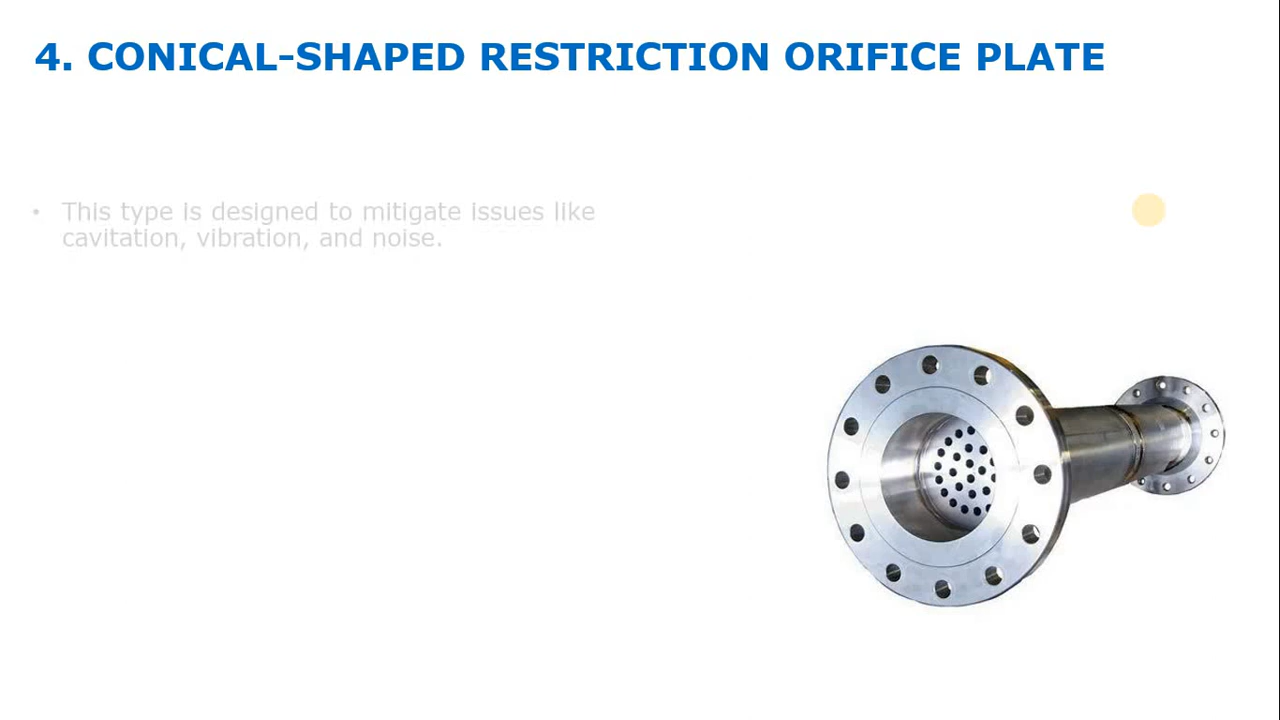 4. CONICAL-SHAPED RESTRICTION ORIFICE PLATE
• This type is designed to mitigate issues like
cavitation, vibration, and noise.